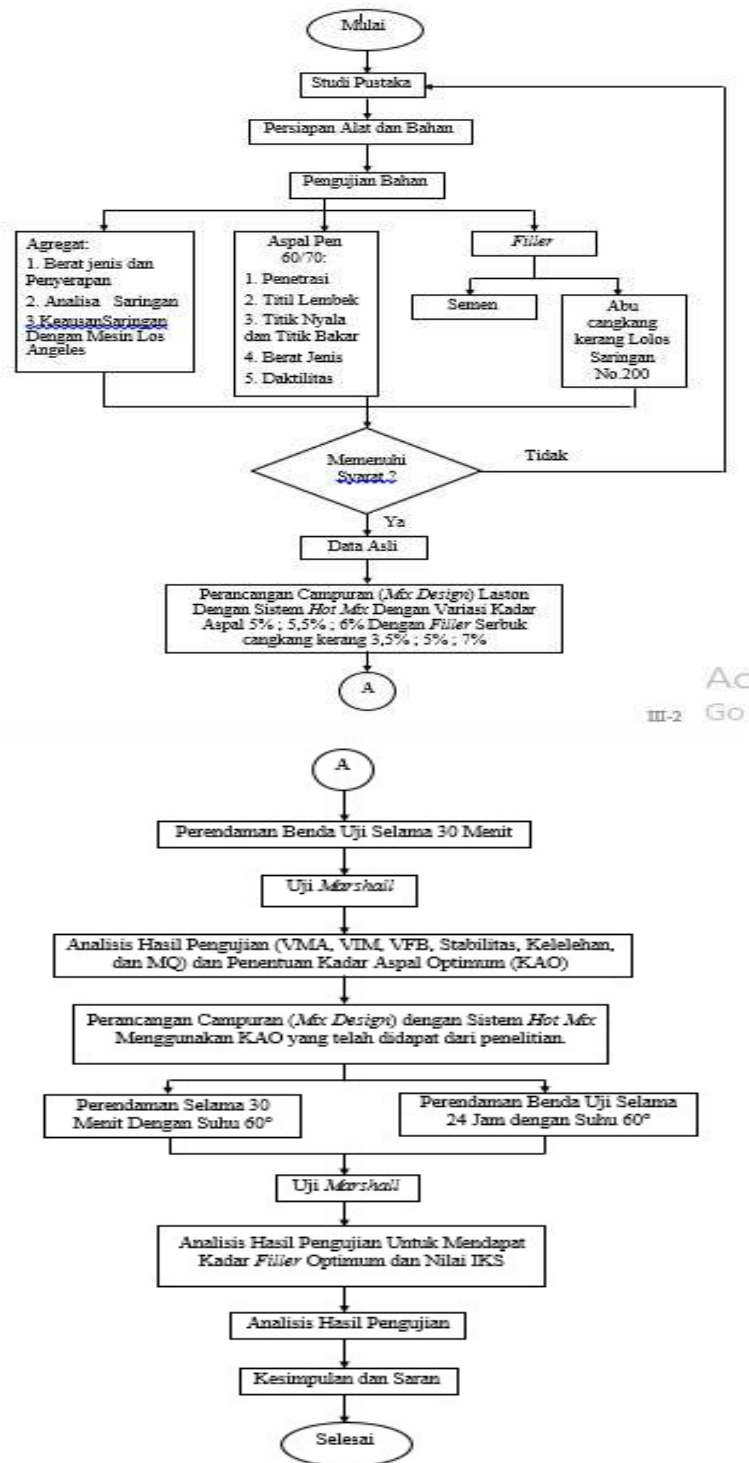 Mulai
Studi Pustaka
Persiapan Alat dan Bahan
Pengujian Bahan
Agregat:
1. Berat jenis dan
Penyerapan
2. Analisa Saringan
3.KeausanSaringan
Dengan Mesin Los
Angeles
Aspal Pen
60/70:
1. Penetrasi
2. Titil Lembek
3. Titik Nyala
dan Titik Bakar
4. Berat Jenis
5. Daktilitas
Filler
Semen
Abu
cangkang
kerang Lolos
Saringan
No.200
Memenuhi
Syarat ?
Tidak
Ya
Data Asli
Perancangan Campuran (Mix Design) Laston
Dengan Sistem Hot Mix Dengan Variasi Kadar
Aspal 5% ; 5,5% ; 6% Dengan Filler Serbuk
cangkang kerang 3,5% ; 5% ; 7%
A
Ac
III-2 Go
A
Perendaman Benda Uji Selama 30 Menit
Uji Marshall
Analisis Hasil Pengujian (VMA, VIM, VFB, Stabilitas, Kelelehan,
dan MQ) dan Penentuan Kadar Aspal Optimum (KAO)
Perancangan Campuran (Mix Design) dengan Sistem Hot Mix
Menggunakan KAO yang telah didapat dari penelitian.
Perendaman Selama 30
Menit Dengan Suhu 60°
Perendaman Benda Uji Selama
24 Jam dengan Suhu 60°
Uji Marshall
Analisis Hasil Pengujian Untuk Mendapat
Kadar Filler Optimum dan Nilai IKS
Analisis Hasil Pengujian
Kesimpulan dan Saran
Selesai